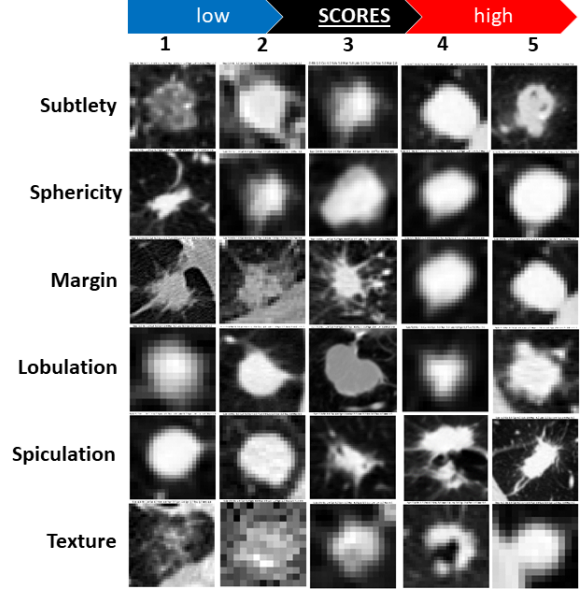 low SCORES high
1 2 3 4 5
Subtlety
Sphericity
Margin
Lobulation
Spiculation
Texture